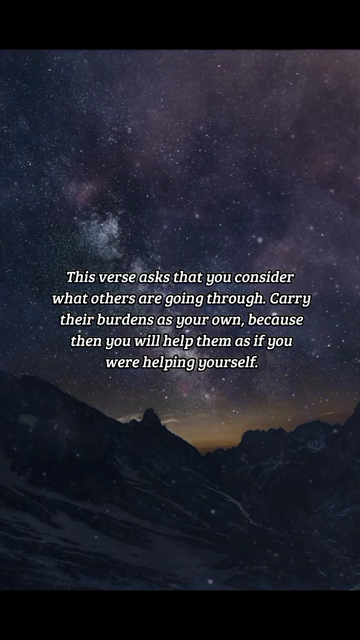 This verse asks that you consider
what others are going through. Carry
their burdens as your own, because
then you will help them as if you
were helping yourself.